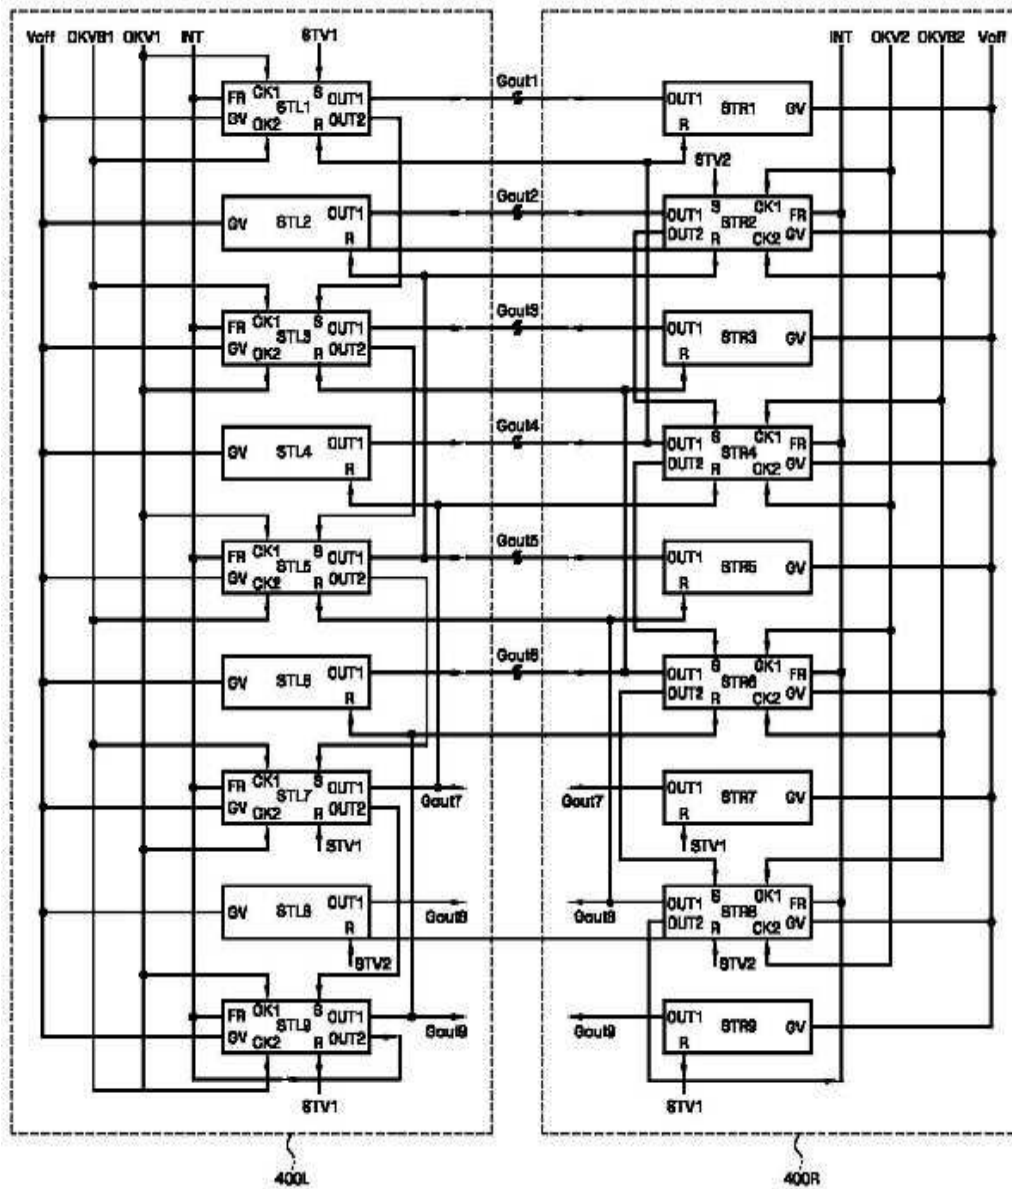 Voff CKVB1 CKV1 INT STV1 INT CKV2 CKVB2 Voff
Gout1
FR CK1 S OUT1
GV CK2 STL1 R OUT2
OUT1 STR1 GV
R
STV2
Gout2
GV STL2 OUT1
R
OUT1 S CK1 FR
OUT2 STR2 R CK2 GV
Gout3
FR CK1 S OUT1
GV CK2 STL3 R OUT2
OUT1 STR3 GV
R
Gout4
GV STL4 OUT1
R
OUT1 S CK1 FR
OUT2 STR4 R CK2 GV
Gout5
FR CK1 S OUT1
GV CK2 STL5 R OUT2
OUT1 STR5 GV
R
Gout6
GV STL6 OUT1
R
OUT1 S CK1 FR
OUT2 STR6 R CK2 GV
FR CK1 S OUT1
GV CK2 STL7 R OUT2
Gout7 Gout7
OUT1 STR7 GV
R
STV1 STV1
GV STL8 OUT1
R
Gout8 Gout8
OUT1 S CK1 FR
OUT2 STR8 R CK2 GV
STV2 STV2
FR CK1 S OUT1
GV CK2 STL9 R OUT2
Gout9 Gout9
OUT1 STR9 GV
R
STV1 STV1
400L 400R